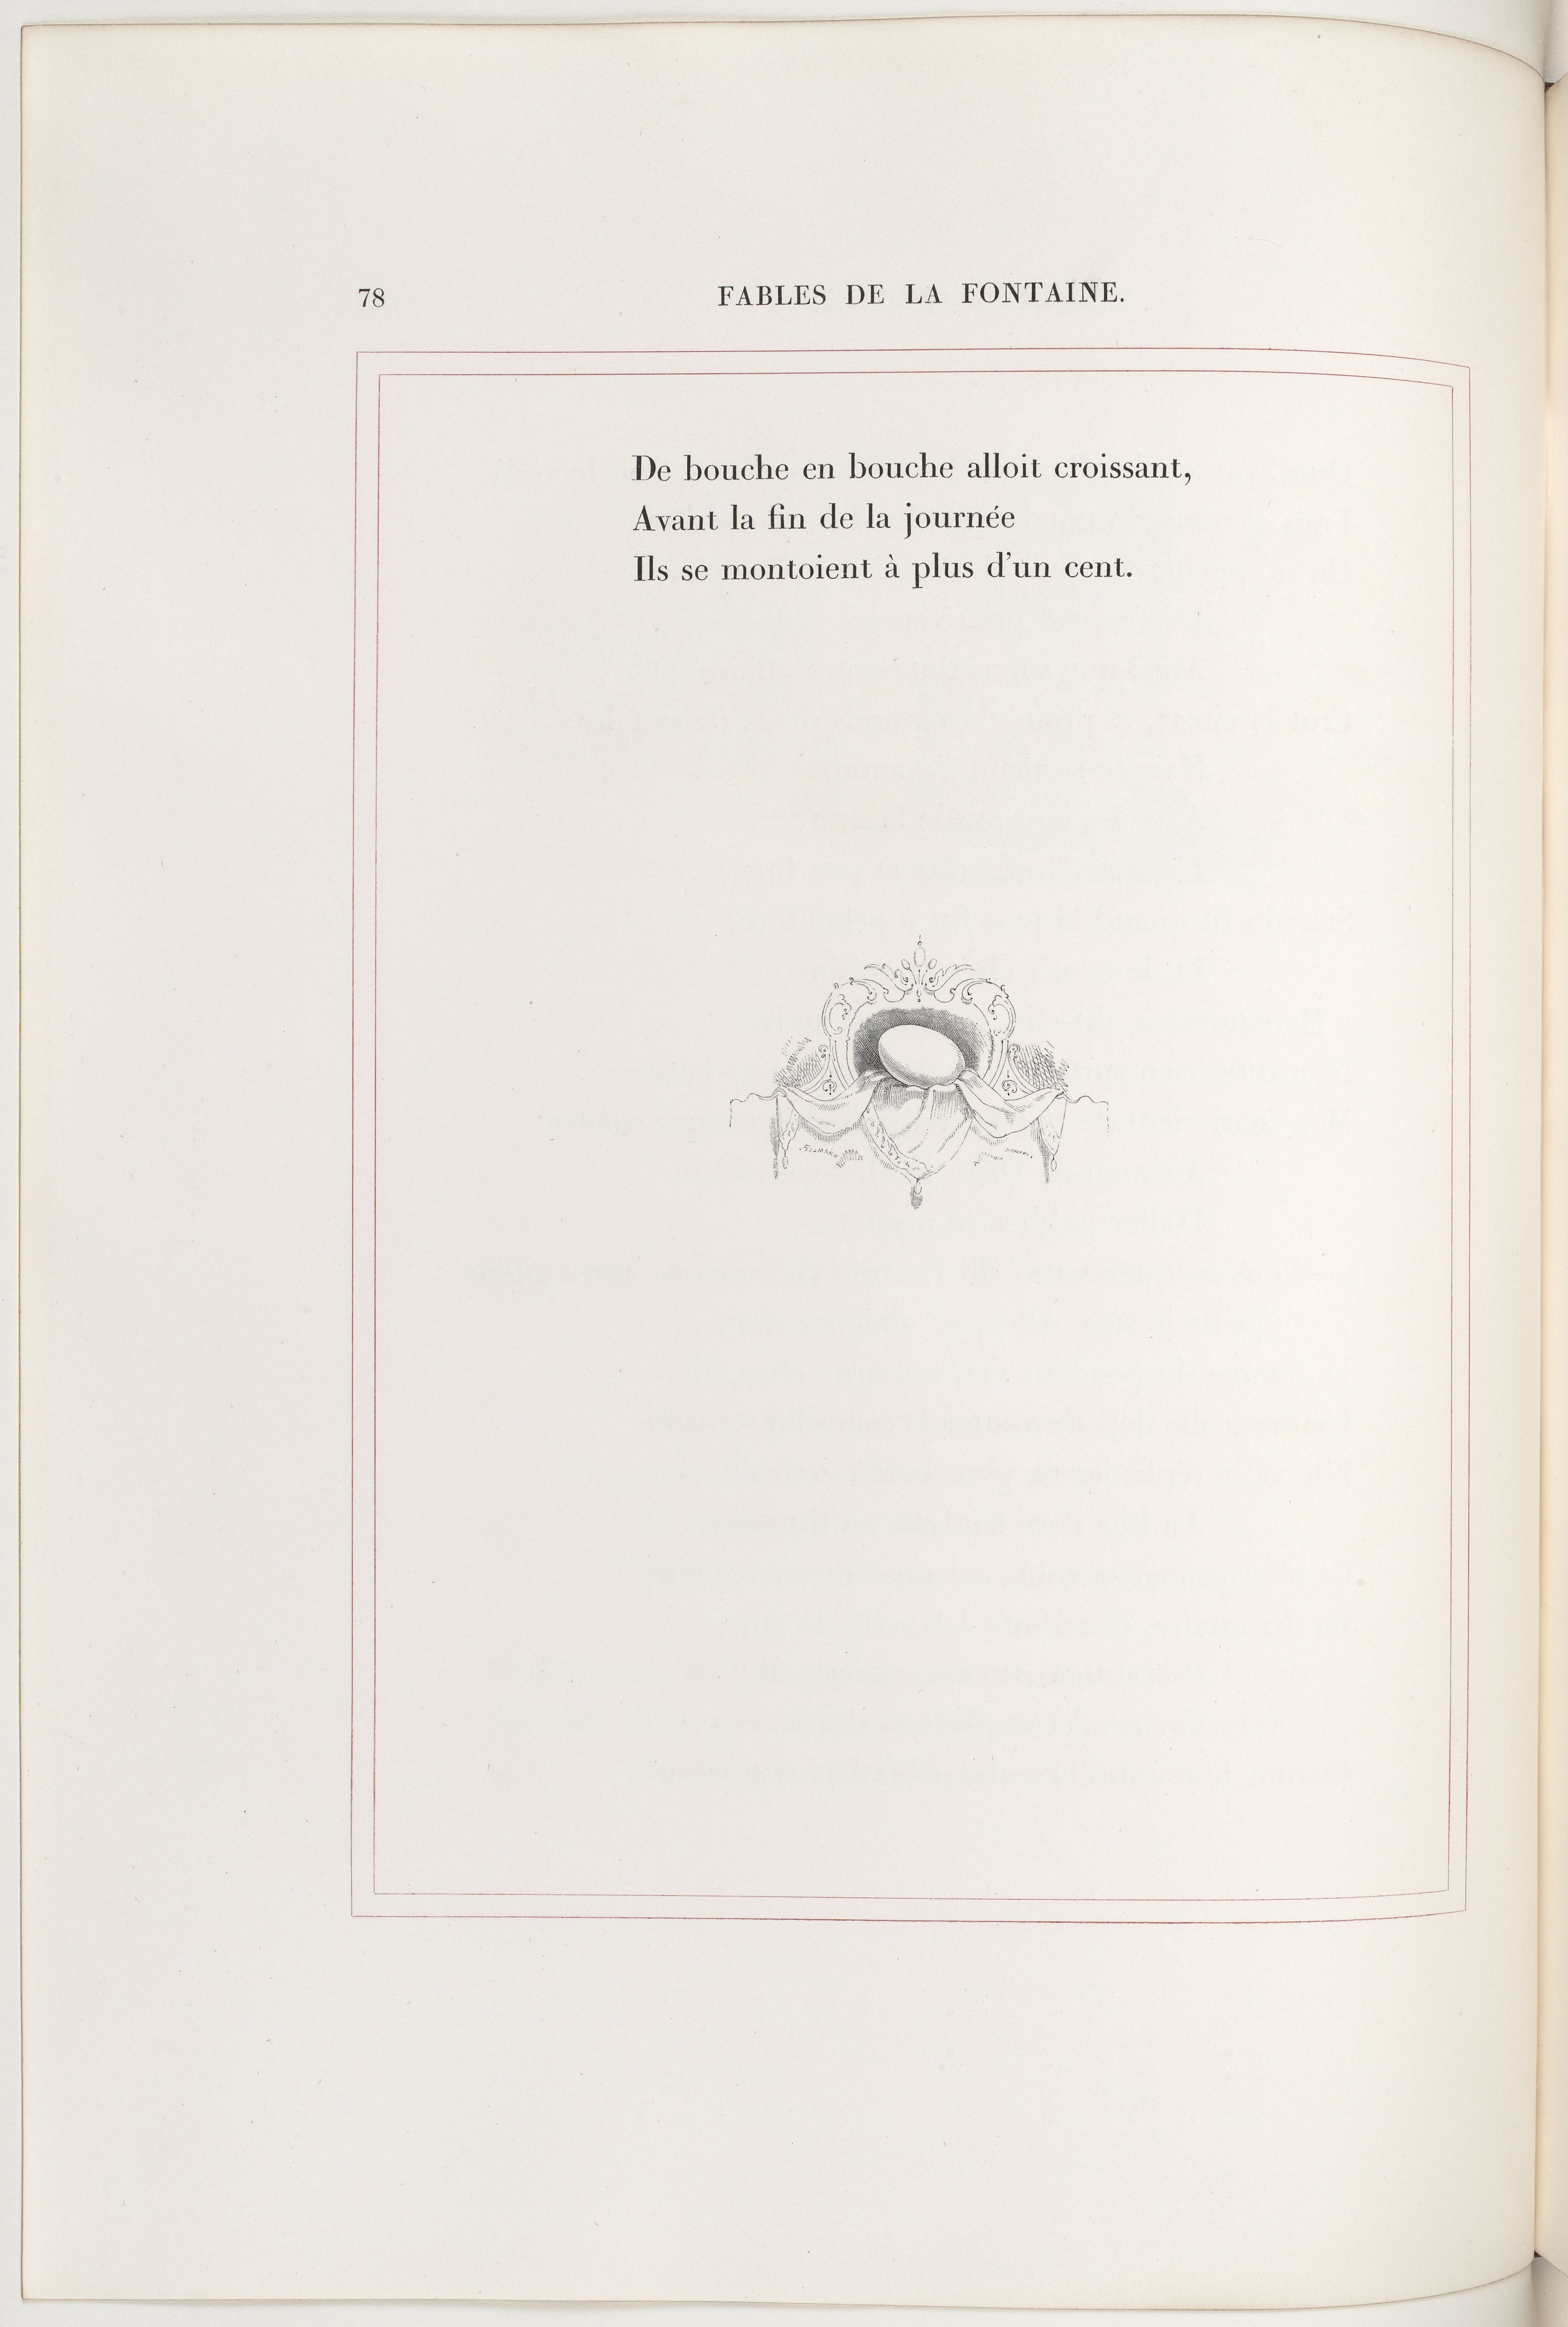 78
FABLES DE LA FONTAINE.
De bouche en bouche alloit croissant,
Avant la fin de la journée
Ils se montoient à plus d'un cent.